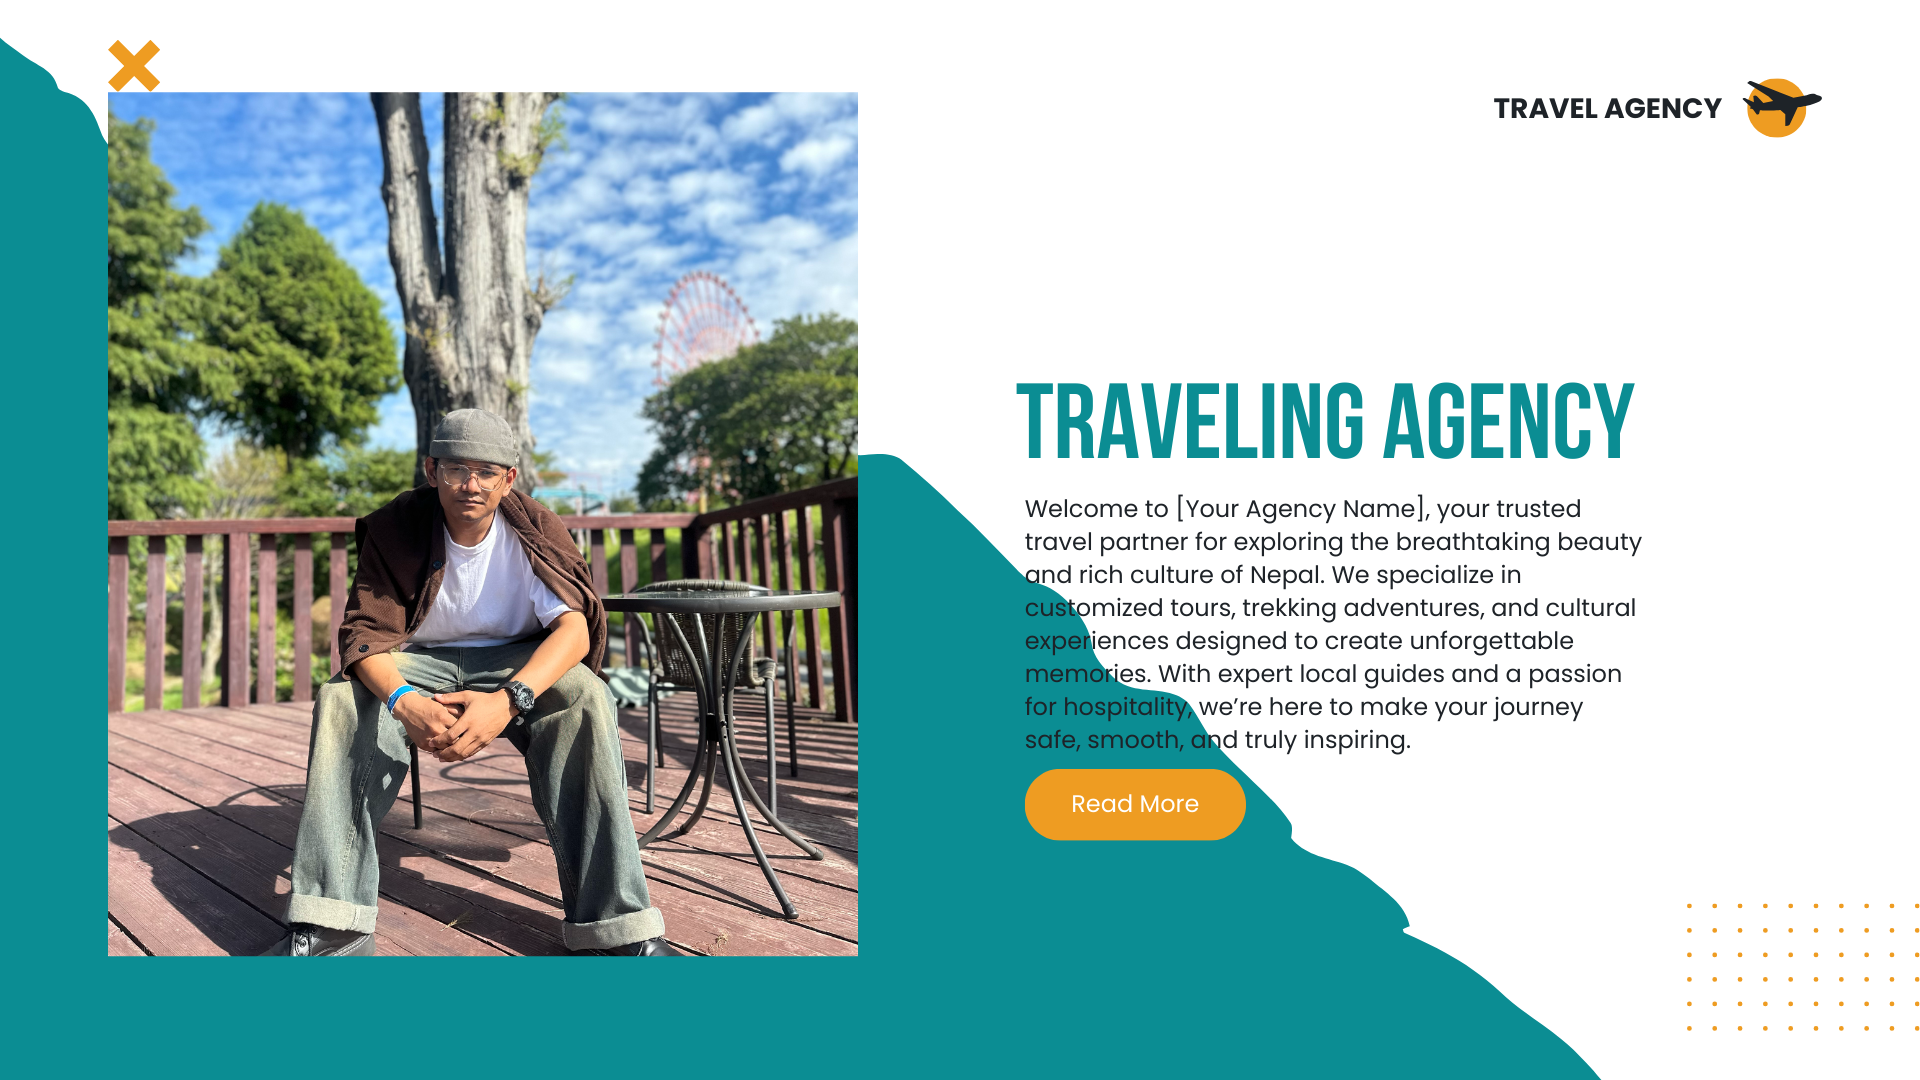 TRAVEL AGENCY
TRAVELING AGENCY
Welcome to [Your Agency Name], your trusted
travel partner for exploring the breathtaking beauty
and rich culture of Nepal. We specialize in
customized tours, trekking adventures, and cultural
experiences designed to create unforgettable
memories. With expert local guides and a passion
for hospitality, we’re here to make your journey
safe, smooth, and truly inspiring.
Read More